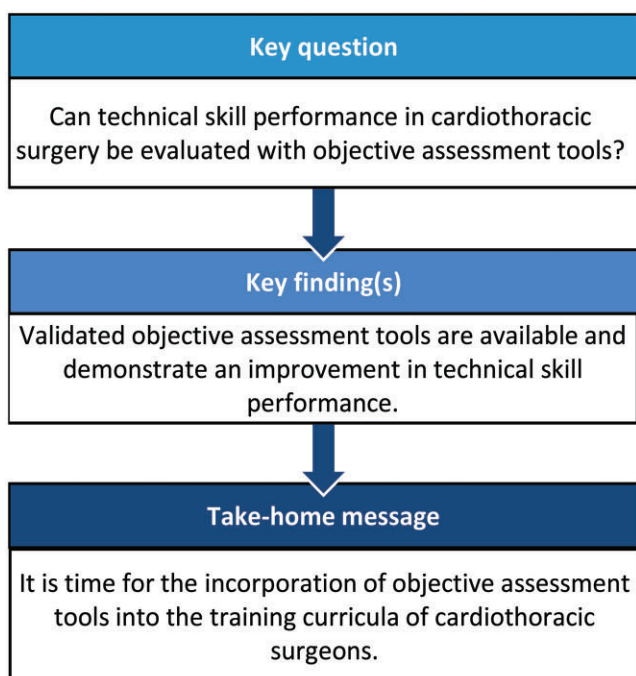 Key question
Can technical skill performance in cardiothoracic
surgery be evaluated with objective assessment tools?
Key finding(s)
Validated objective assessment tools are available and
demonstrate an improvement in technical skill
performance.
Take-home message
It is time for the incorporation of objective assessment
tools into the training curricula of cardiothoracic
surgeons.